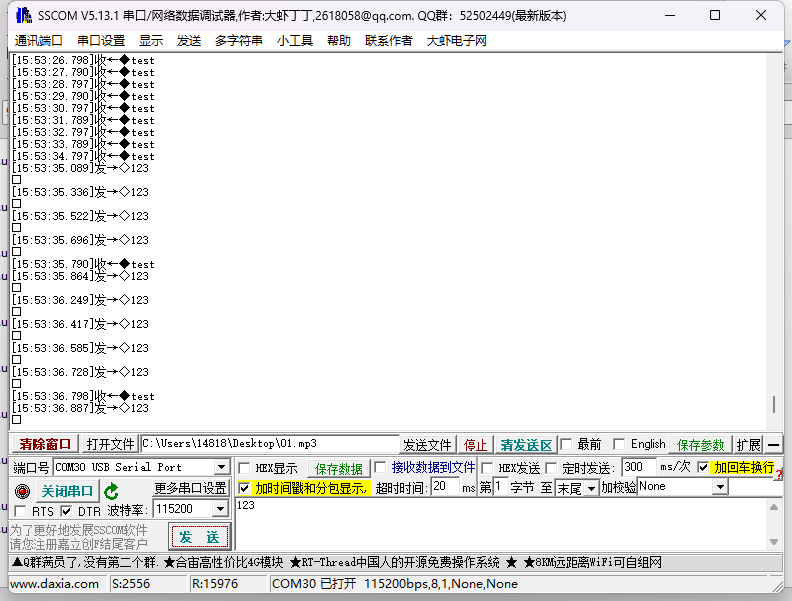 SSCOM V5.13.1 串口/网络数据调试器,作者:大虾丁丁,2618058@qq.com. QQ群：52502449(最新版本)
通讯端口 串口设置 显示 发送 多字符串 小工具 帮助 联系作者 大虾电子网
[15:53:26.798]收←◆test
[15:53:27.790]收←◆test
[15:53:28.797]收←◆test
[15:53:29.790]收←◆test
[15:53:30.797]收←◆test
[15:53:31.789]收←◆test
[15:53:32.797]收←◆test
[15:53:33.789]收←◆test
[15:53:34.797]收←◆test
[15:53:35.089]发→◇123
□
[15:53:35.336]发→◇123
□
[15:53:35.522]发→◇123
□
[15:53:35.696]发→◇123
□
[15:53:35.790]收←◆test
[15:53:35.864]发→◇123
□
[15:53:36.249]发→◇123
□
[15:53:36.417]发→◇123
□
[15:53:36.585]发→◇123
□
[15:53:36.728]发→◇123
□
[15:53:36.798]收←◆test
[15:53:36.887]发→◇123
□
清除窗口 打开文件 C:\Users\14818\Desktop\01.mp3 发送文件 停止 清发送区 最前 English 保存参数 扩展 —
端口号 COM30 USB Serial Port HEX显示 保存数据 接收数据到文件 HEX发送 定时发送: 300 ms/次 加回车换行
关闭串口 更多串口设置 加时间戳和分包显示, 超时时间: 20 ms 第 1 字节 至 末尾 加校验 None
RTS DTR 波特率: 115200 123
为了更好地发展SSCOM软件
请您注册嘉立创F结尾客户
发 送
▲Q群满员了,没有第二个群. ★合宙高性价比4G模块 ★RT-Thread中国人的开源免费操作系统 ★ ★8KM远距离WiFi可自组网
www.daxia.com S:2556 R:15976 COM30 已打开 115200bps,8,1,None,None